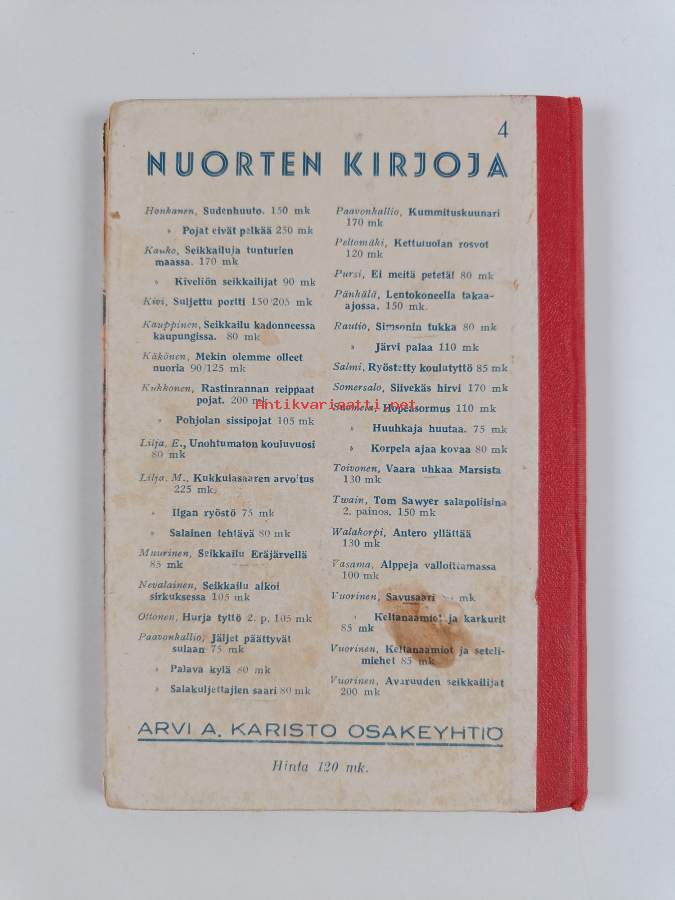 4
NUORTEN KIRJOJA
Honkanen, Sudenhuuto. 150 mk
» Pojat eivät pelkää 250 mk
Kauko, Seikkailuja tunturien
maassa. 170 mk
» Kiveliön seikkailijat 90 mk
Kivi, Suljettu portti 150/205 mk
Kauppinen, Seikkailu kadonneessa
kaupungissa. 80 mk
Käkönen, Mekin olemme olleet
nuoria 90/125 mk
Kukkonen, Rastinrannan reippaat
pojat. 200 mk
» Pohjolan sissipojat 105 mk
Lilja, E., Unohtumaton kouluvuosi
80 mk
Lilja, M., Kukkulasaaren arvoitus
225 mk.
» Ilgan ryöstö 75 mk
» Salainen tehtävä 80 mk
Muurinen, Seikkailu Eräjärvellä
85 mk
Nevalainen, Seikkailu alkoi
sirkuksessa 105 mk
Ottonen, Hurja tyttö 2. p. 105 mk
Paavonkallio, Jäljet päättyvät
sulaan 75 mk
» Palava kylä 80 mk
» Salakuljettajien saari 80 mk
Paavonkallio, Kummituskuunari
170 mk
Peltomäki, Kettutuolan rosvot
120 mk
Pursi, Ei meitä petetä! 80 mk
Pänhälä, Lentokoneella takaa-
ajossa. 150 mk.
Rautio, Simsonin tukka 80 mk
» Järvi palaa 110 mk
Salmi, Ryöstetty koulutyttö 85 mk
Somersalo, Siivekäs hirvi 170 mk
Suomela, Hopeasormus 110 mk
» Huuhkaja huutaa. 75 mk
» Korpela ajaa kovaa 80 mk
Toivonen, Vaara uhkaa Marsista
130 mk
Twain, Tom Sawyer salapoliisina
2. painos. 150 mk
Walakorpi, Antero yllättää
130 mk
Vasama, Alppeja valloittamassa
100 mk
Vuorinen, Savusaari mk
» Keltanaamiot ja karkurit
85 mk
Vuorinen, Keltanaamiot ja seteli-
miehet 85 mk
Vuorinen, Avaruuden seikkailijat
200 mk
Antikvariaatti.net
ARVI A. KARISTO OSAKEYHTIÖ
Hinta 120 mk.